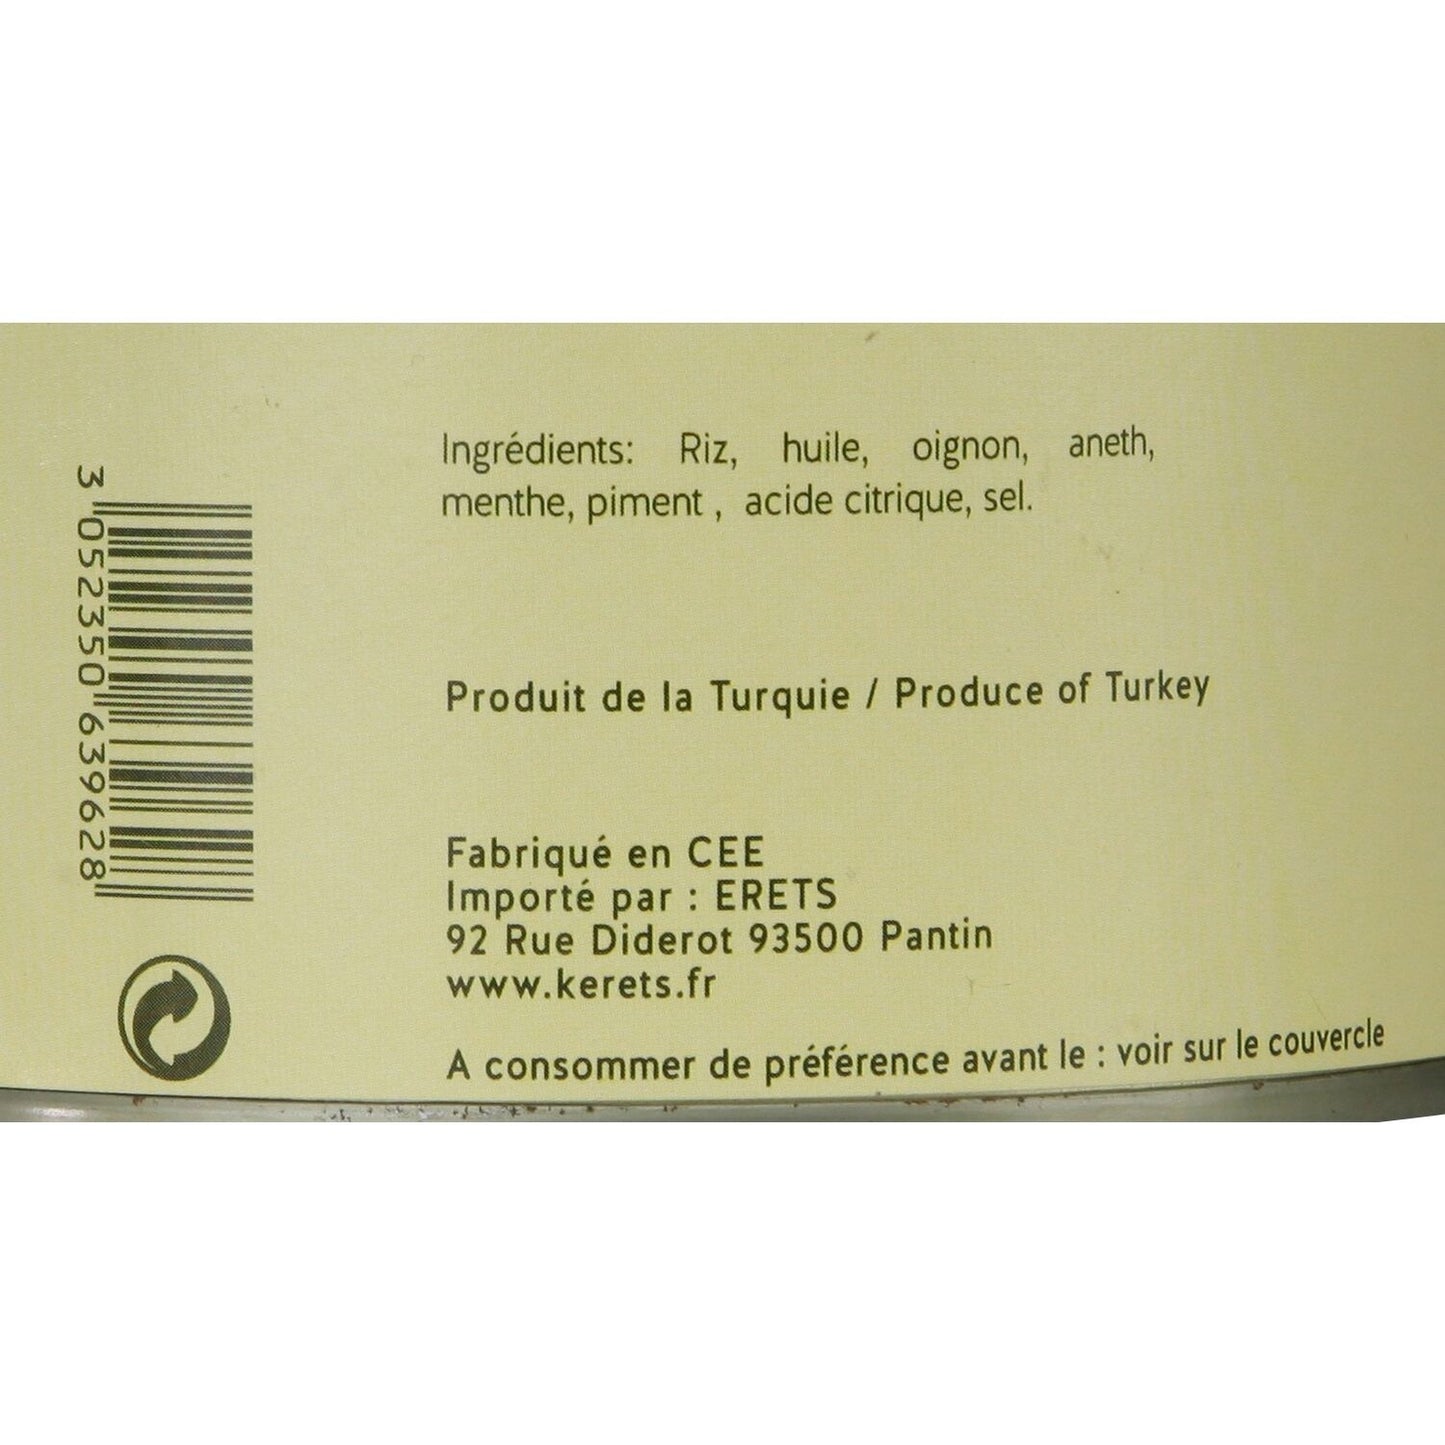 Ingrédients: Riz, huile, oignon, aneth,
menthe, piment , acide citrique, sel.
Produit de la Turquie / Produce of Turkey
Fabriqué en CEE
Importé par : ERETS
92 Rue Diderot 93500 Pantin
www.kerets.fr
A consommer de préférence avant le : voir sur le couvercle
3 052350 639628